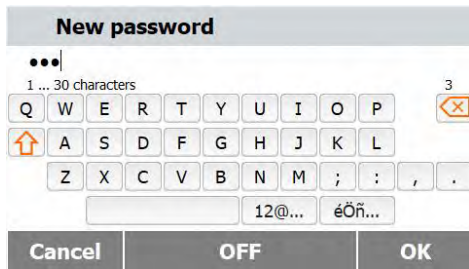 New password
•••
1 ... 30 characters 3
Q W E R T Y U I O P
A S D F G H J K L
Z X C V B N M ; : , .
12@... éÖñ...
Cancel OFF OK